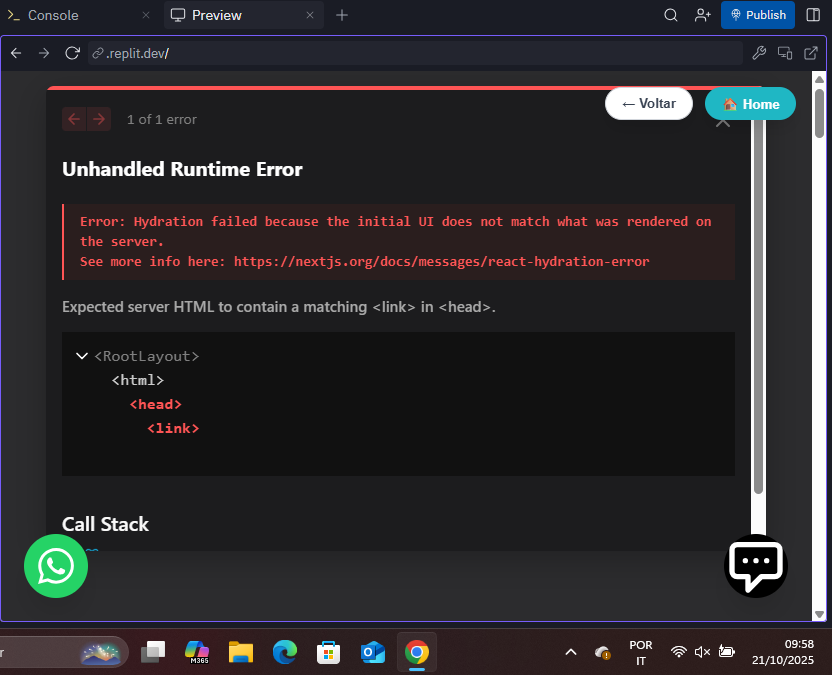 Console
Preview
Publish
.replit.dev/
← Voltar
Home
1 of 1 error
Unhandled Runtime Error
Error: Hydration failed because the initial UI does not match what was rendered on
the server.
See more info here: https://nextjs.org/docs/messages/react-hydration-error
Expected server HTML to contain a matching <link> in <head>.
<RootLayout>
<html>
<head>
<link>
Call Stack
r
M365
POR
IT
09:58
21/10/2025